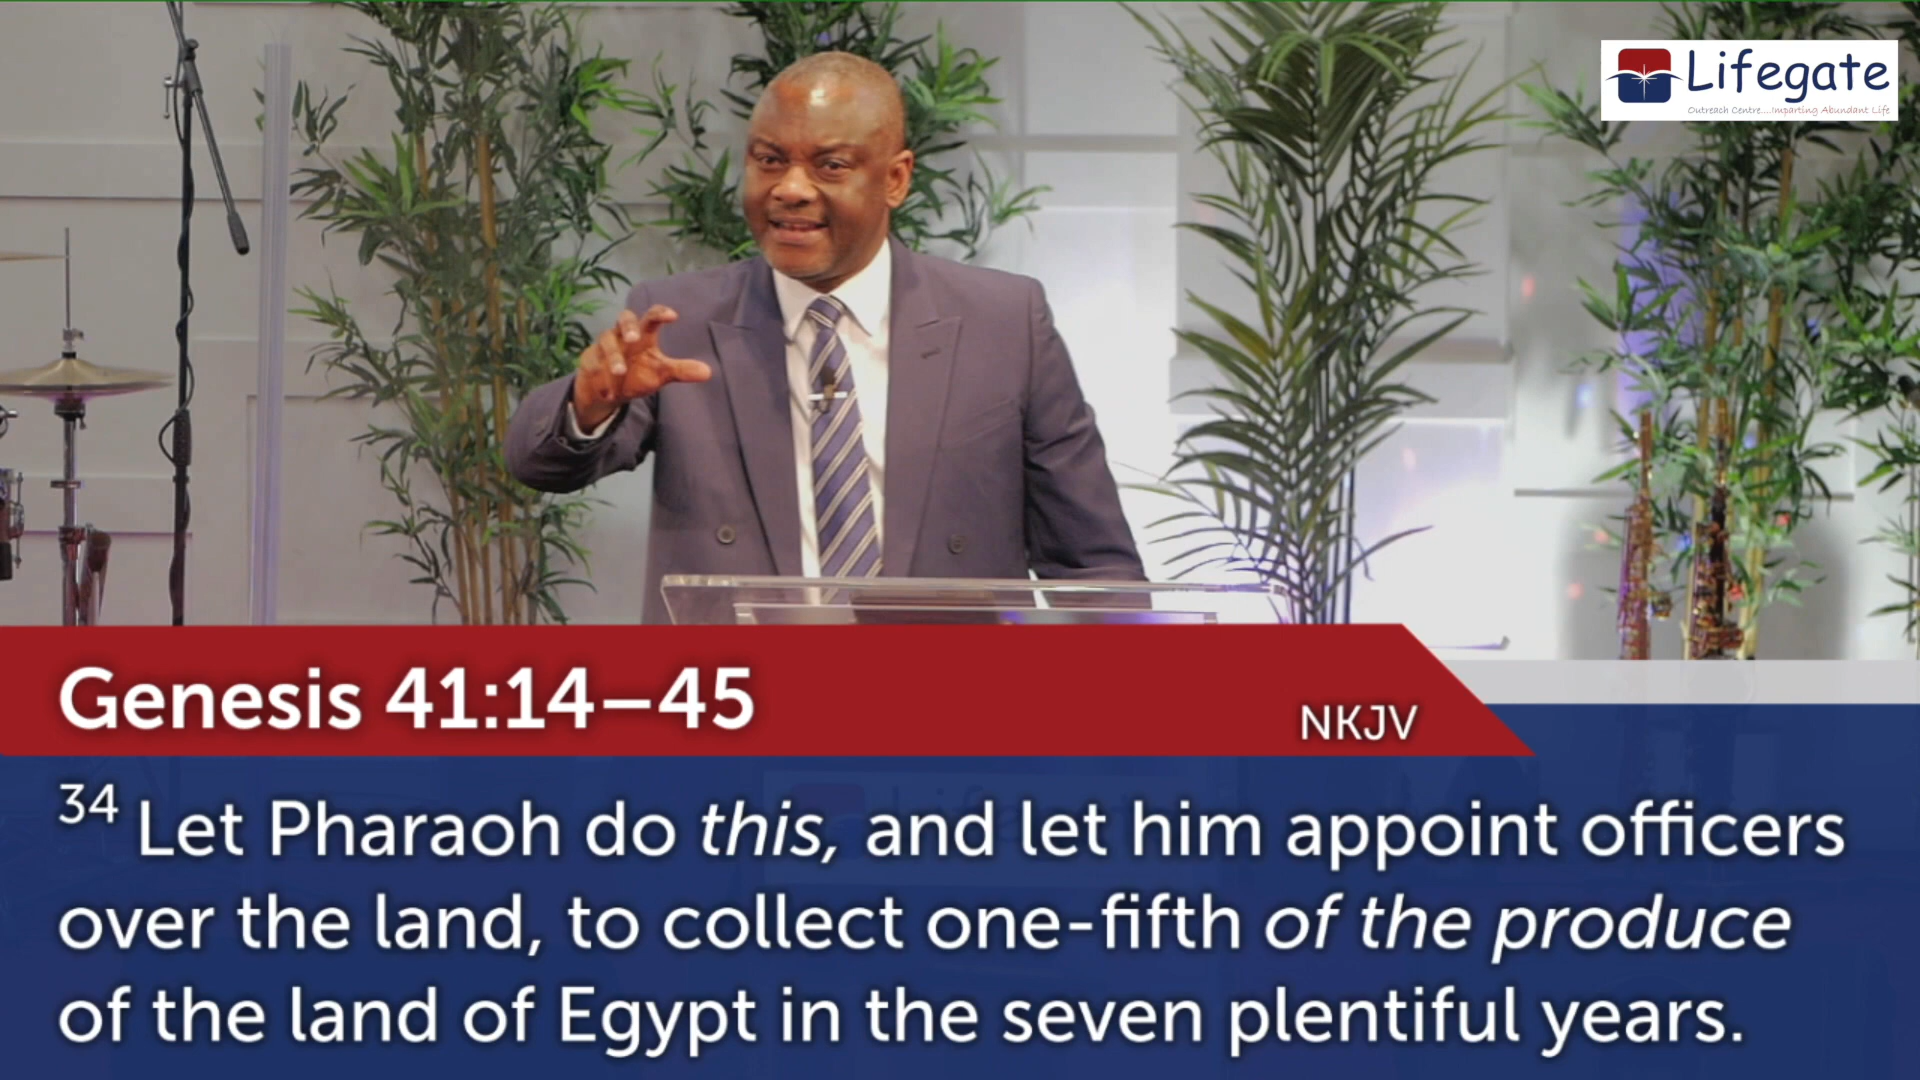 Lifegate
Outreach Centre....Imparting Abundant Life
Genesis 41:14–45
NKJV
34 Let Pharaoh do this, and let him appoint officers
over the land, to collect one-fifth of the produce
of the land of Egypt in the seven plentiful years.